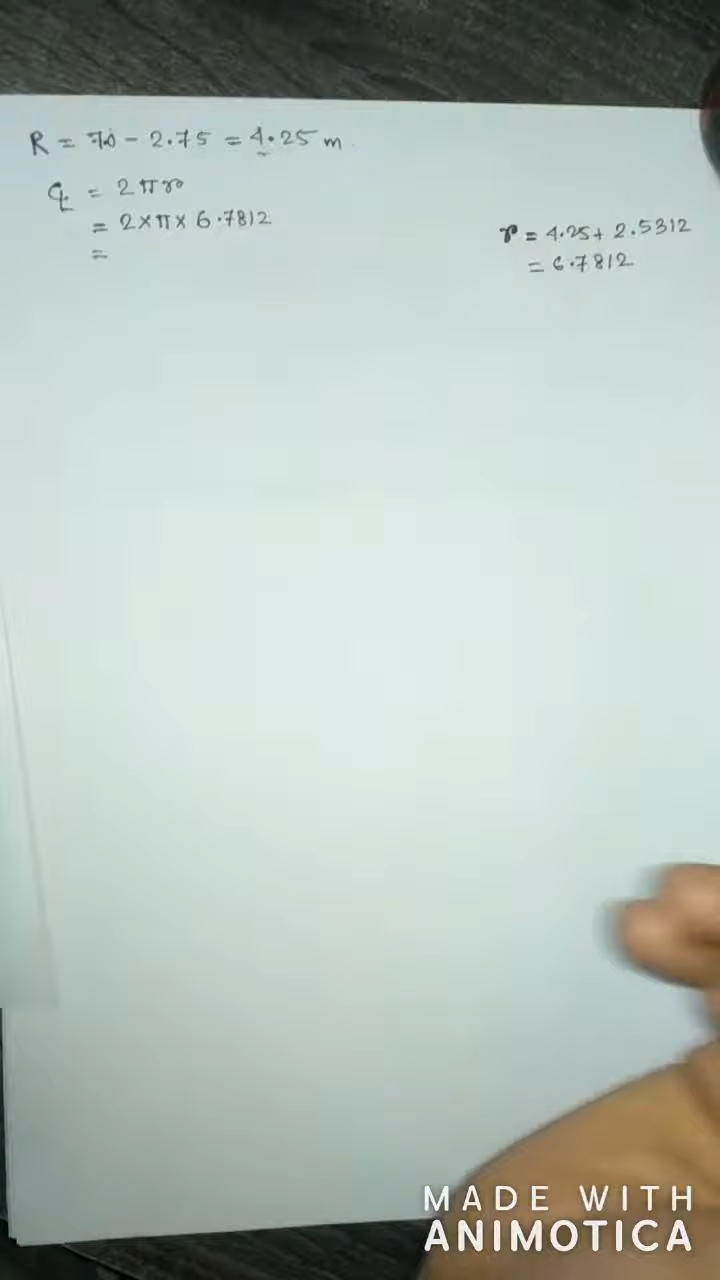 R = 7.0 - 2.75 = 4.25 m
℄ = 2πr
= 2×π× 6.7812
=
r = 4.25+ 2.5312
= 6.7812
MADE WITH
ANIMOTICA